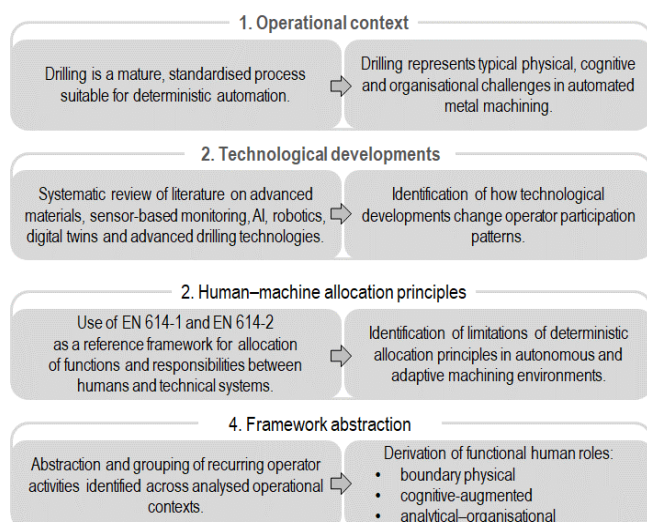 1. Operational context
Drilling is a mature, standardised process
suitable for deterministic automation.
Drilling represents typical physical, cognitive
and organisational challenges in automated
metal machining.
2. Technological developments
Systematic review of literature on advanced
materials, sensor-based monitoring, AI, robotics,
digital twins and advanced drilling technologies.
Identification of how technological
developments change operator participation
patterns.
2. Human–machine allocation principles
Use of EN 614-1 and EN 614-2
as a reference framework for allocation
of functions and responsibilities between
humans and technical systems.
Identification of limitations of deterministic
allocation principles in autonomous and
adaptive machining environments.
4. Framework abstraction
Abstraction and grouping of recurring operator
activities identified across analysed operational
contexts.
Derivation of functional human roles:
• boundary physical
• cognitive-augmented
• analytical–organisational